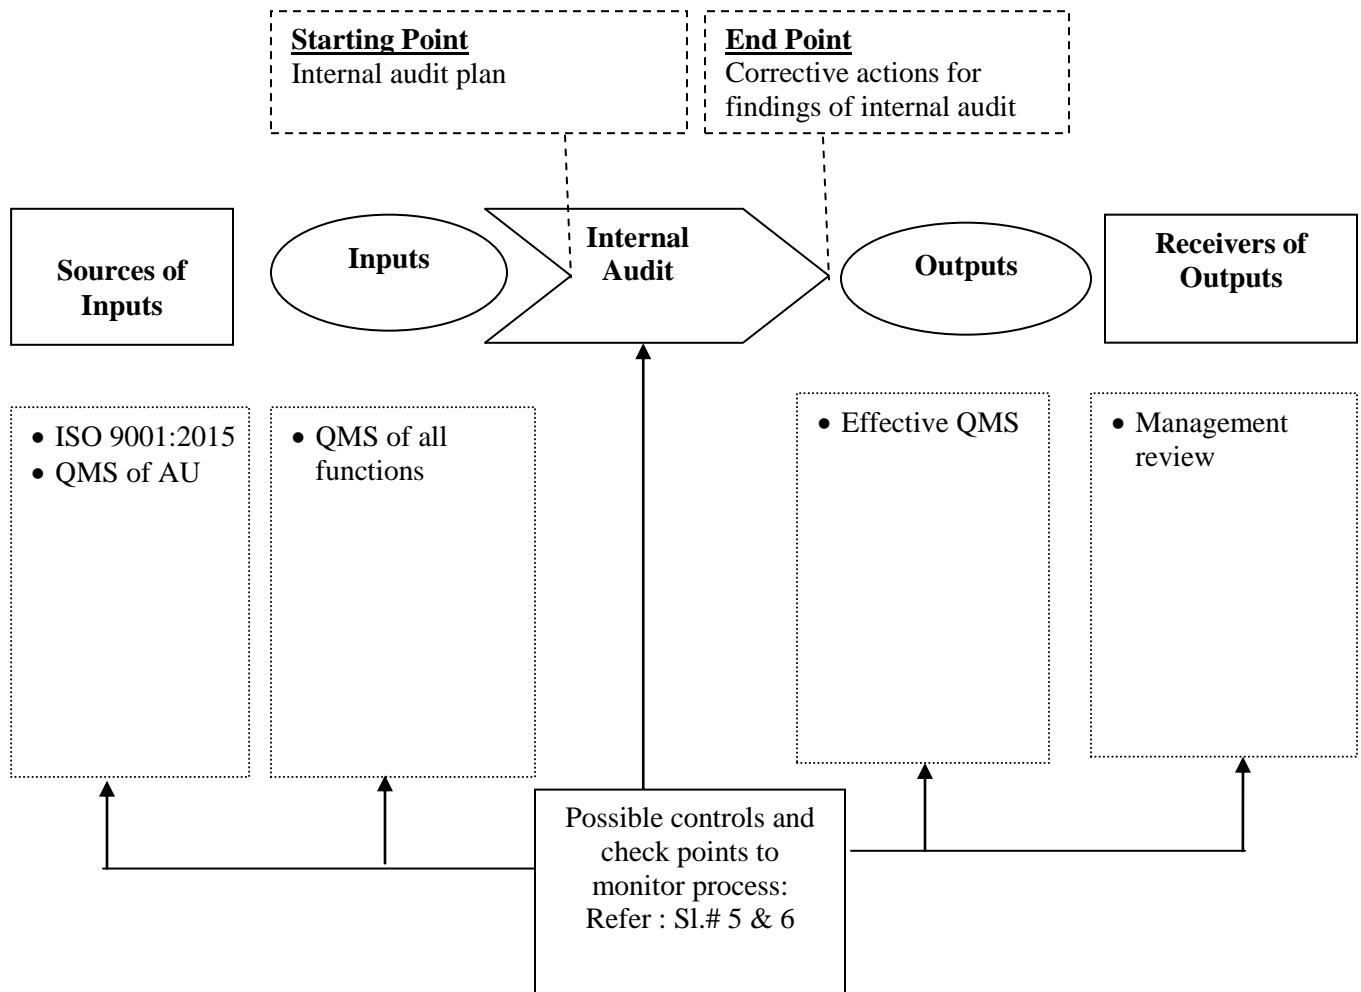 Starting Point
Internal audit plan
End Point
Corrective actions for
findings of internal audit
Sources of
Inputs
Inputs
Internal
Audit
Outputs
Receivers of
Outputs
• ISO 9001:2015
• QMS of AU
• QMS of all
functions
• Effective QMS
• Management
review
Possible controls and
check points to
monitor process:
Refer : Sl.# 5 & 6